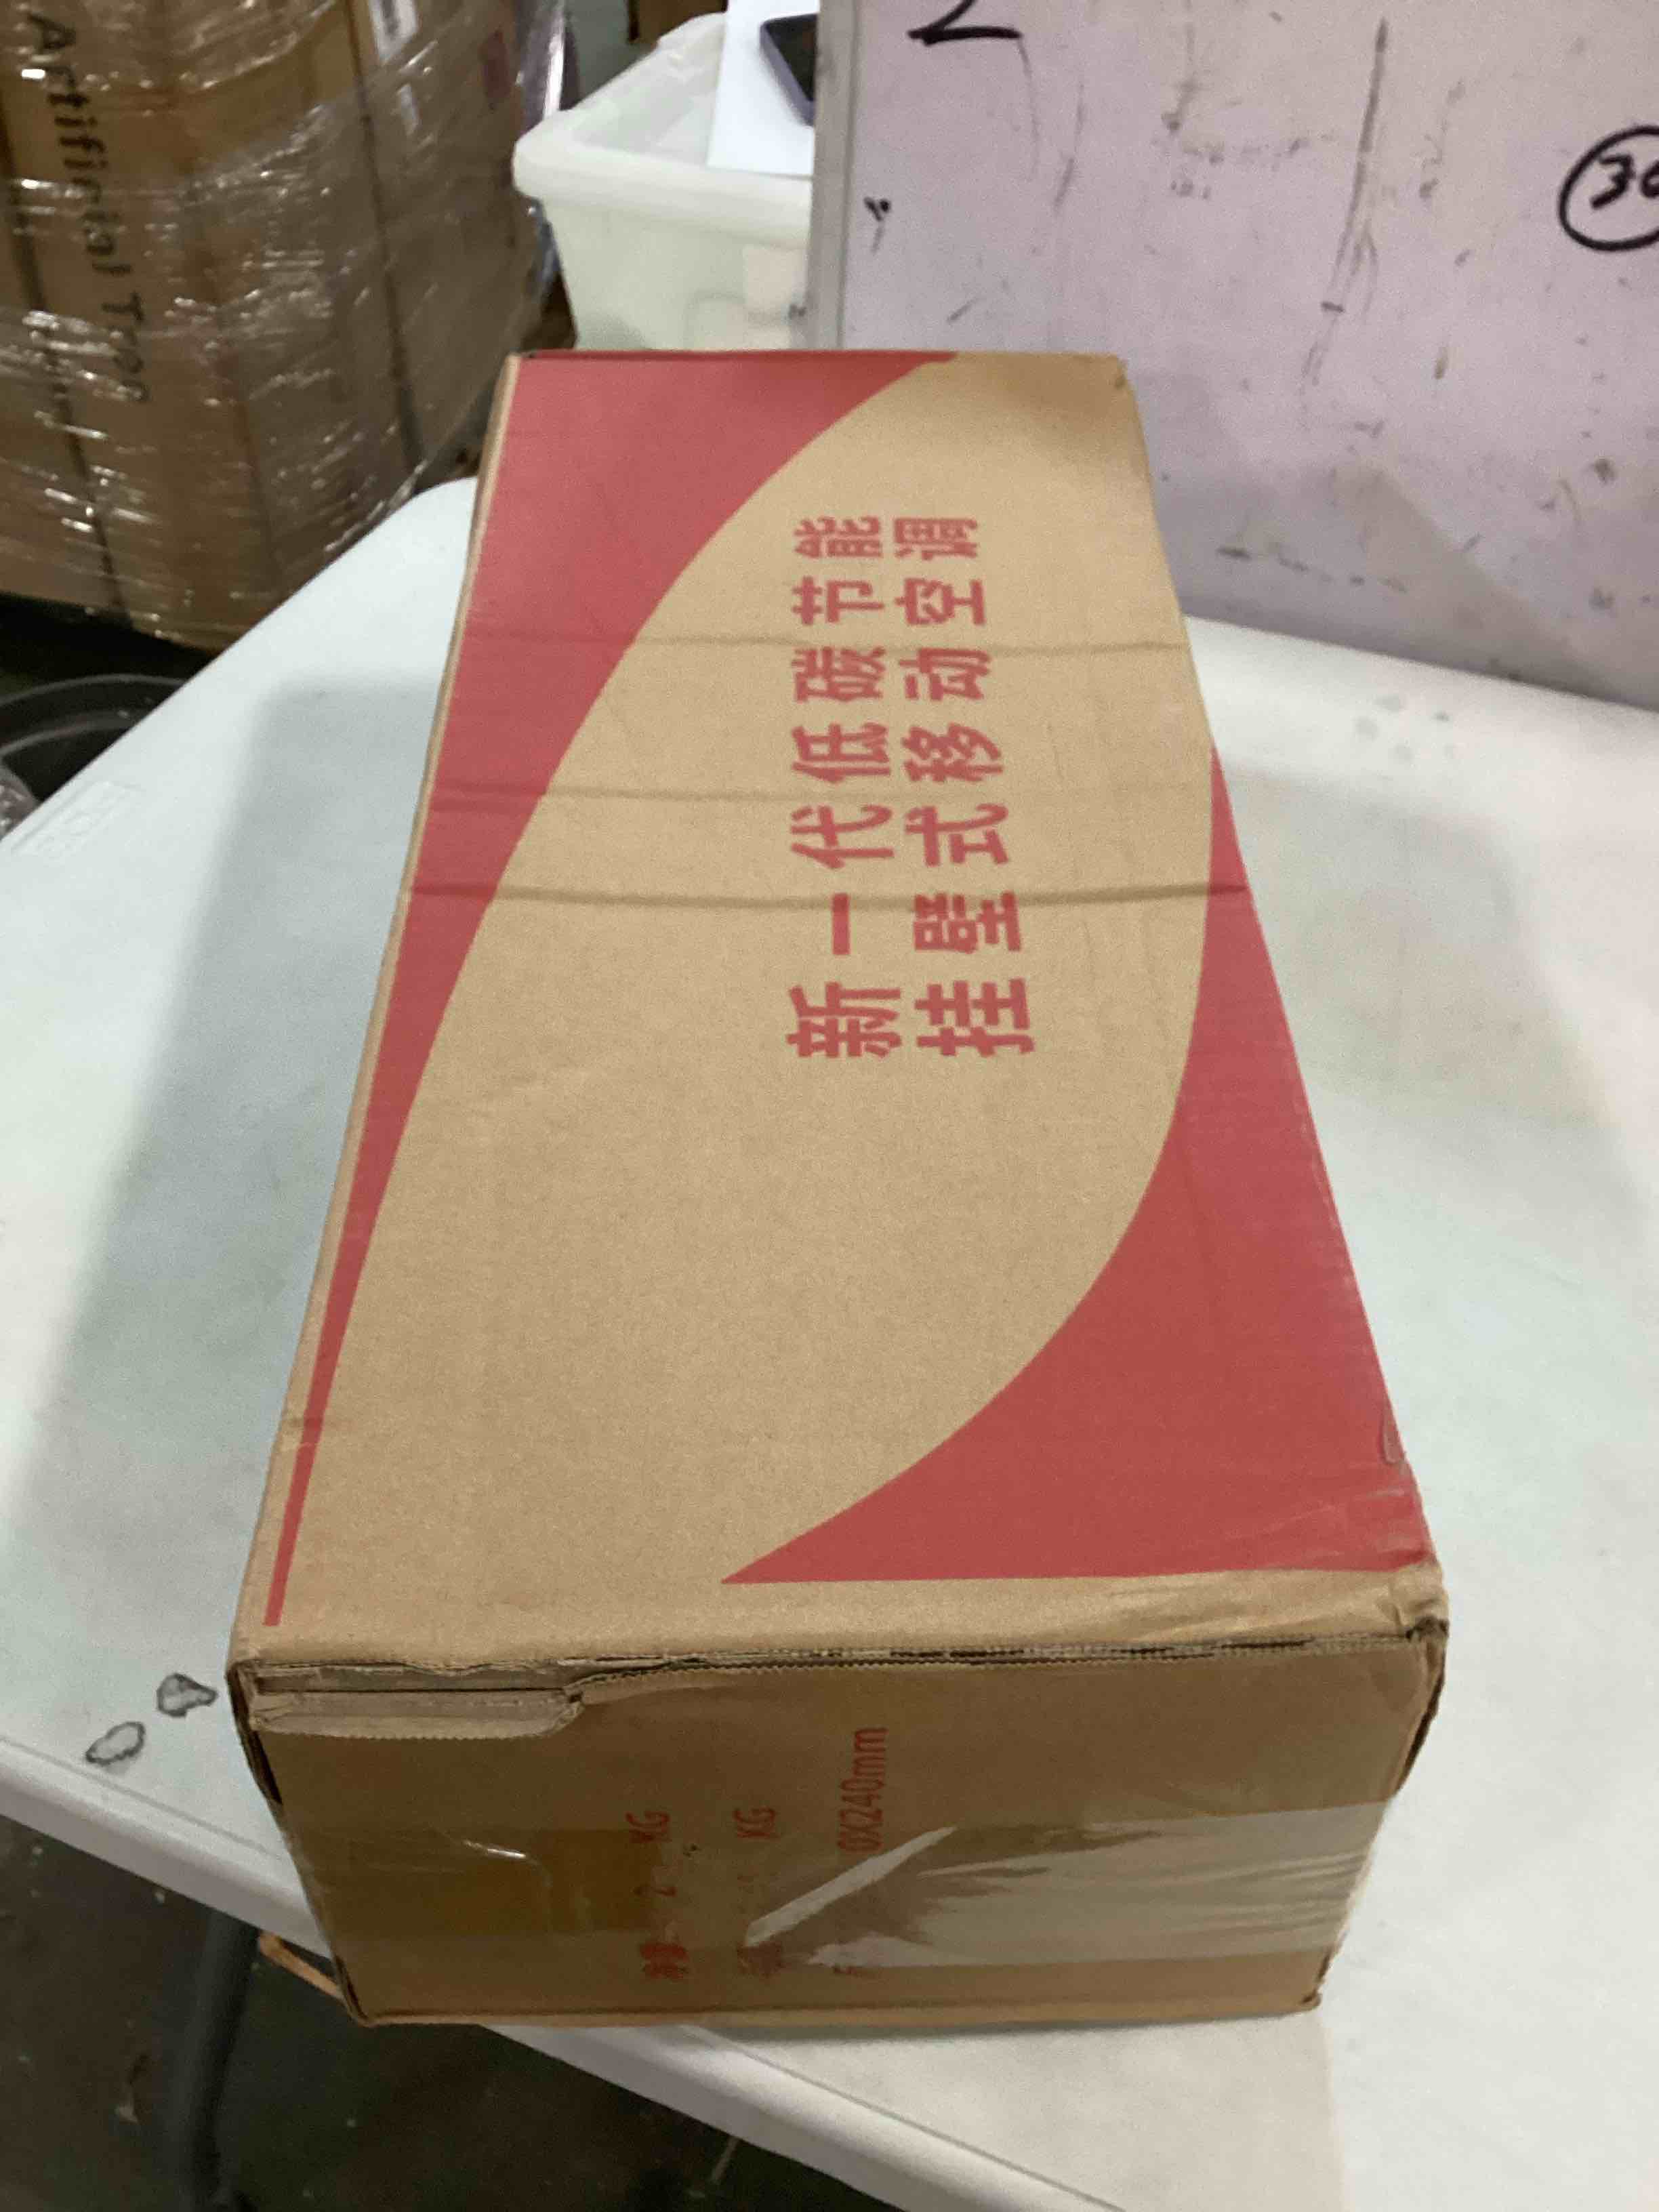 Artificial Tree
新一代低碳节能
挂壁式移动空调
KG
KG
0X240mm